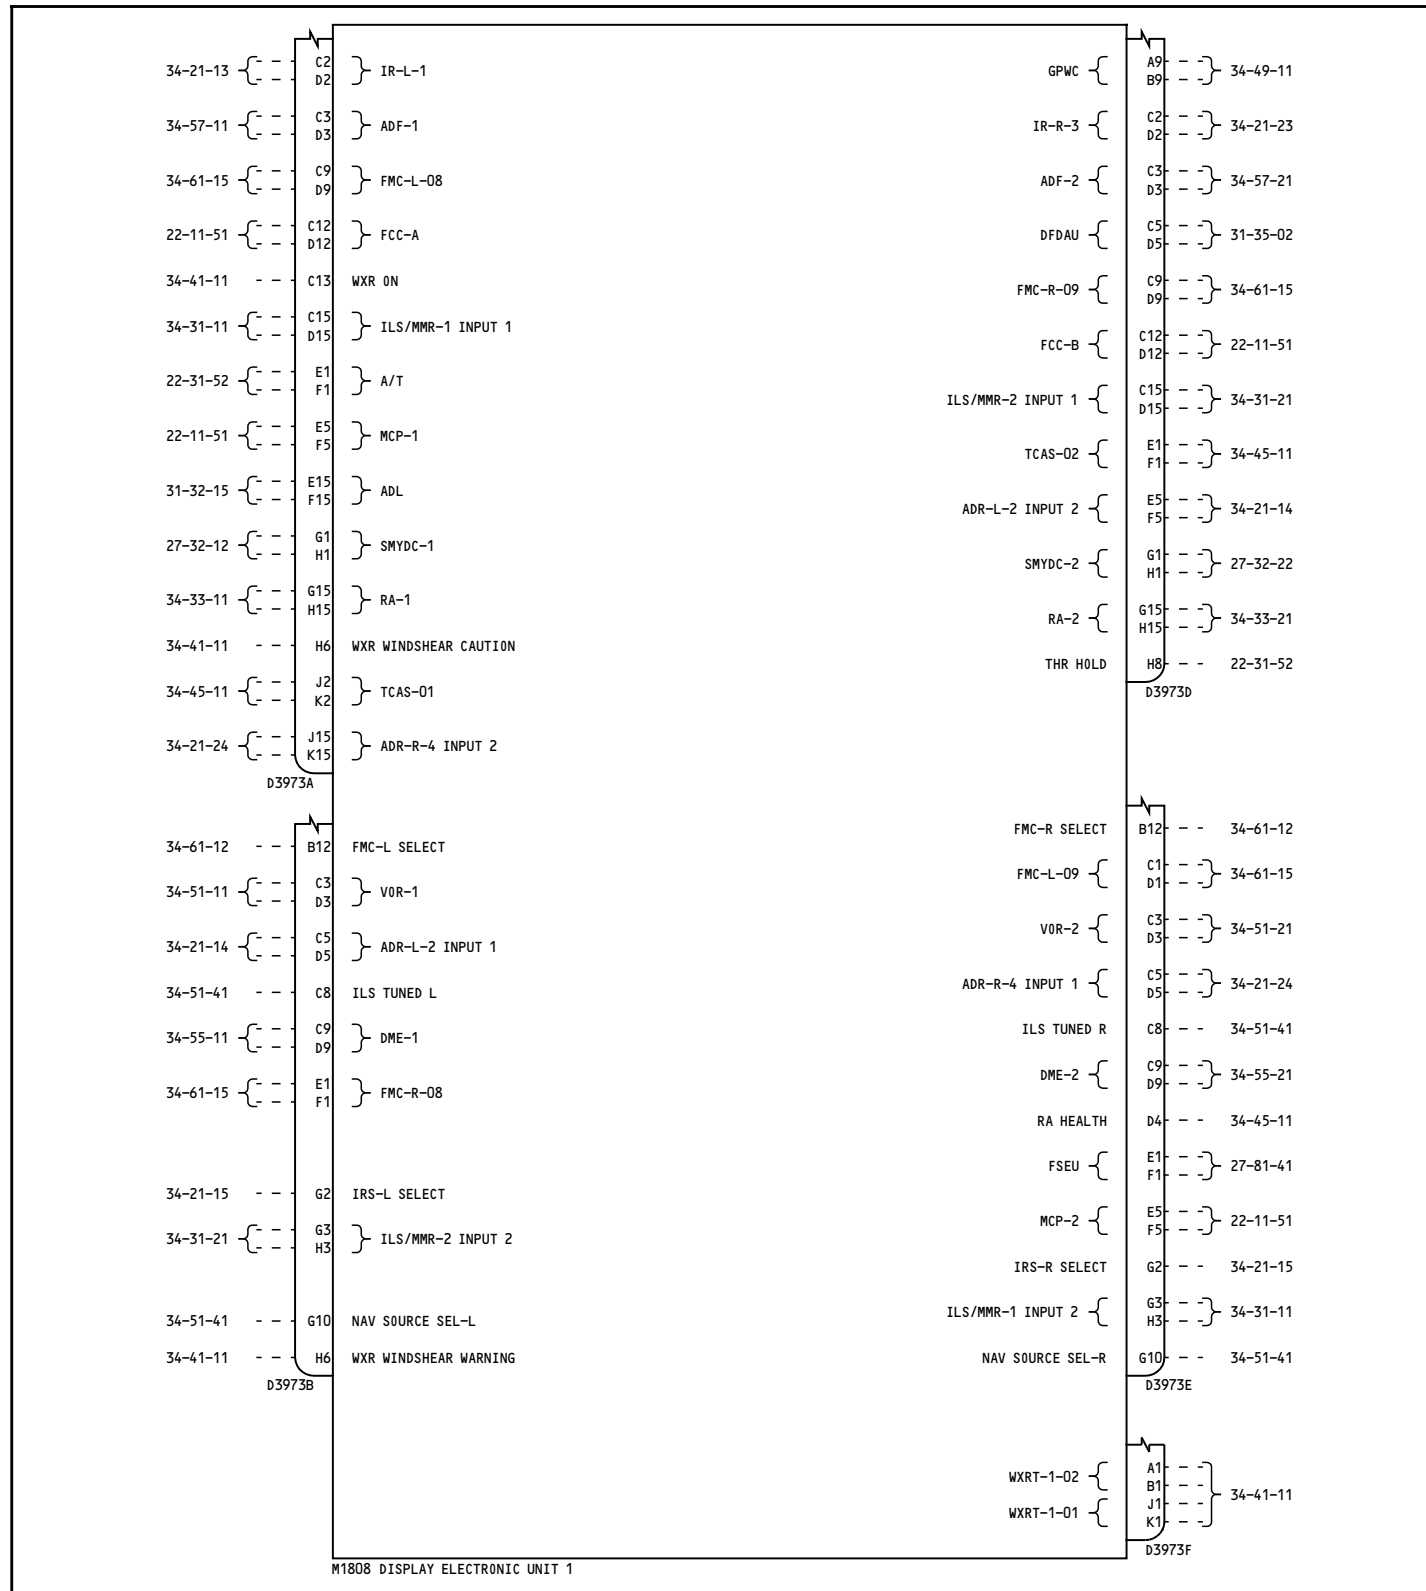 34-21-13 C2 D2 IR-L-1
34-57-11 C3 D3 ADF-1
34-61-15 C9 D9 FMC-L-08
22-11-51 C12 D12 FCC-A
34-41-11 C13 WXR ON
34-31-11 C15 D15 ILS/MMR-1 INPUT 1
22-31-52 E1 F1 A/T
22-11-51 E5 F5 MCP-1
31-32-15 E15 F15 ADL
27-32-12 G1 H1 SMYDC-1
34-33-11 G15 H15 RA-1
34-41-11 H6 WXR WINDSHEAR CAUTION
34-45-11 J2 K2 TCAS-01
34-21-24 J15 K15 ADR-R-4 INPUT 2
D3973A
34-61-12 B12 FMC-L SELECT
34-51-11 C3 D3 VOR-1
34-21-14 C5 D5 ADR-L-2 INPUT 1
34-51-41 C8 ILS TUNED L
34-55-11 C9 D9 DME-1
34-61-15 E1 F1 FMC-R-08
34-21-15 G2 IRS-L SELECT
34-31-21 G3 H3 ILS/MMR-2 INPUT 2
34-51-41 G10 NAV SOURCE SEL-L
34-41-11 H6 WXR WINDSHEAR WARNING
D3973B
GPWC A9 B9 34-49-11
IR-R-3 C2 D2 34-21-23
ADF-2 C3 D3 34-57-21
DFDAU C5 D5 31-35-02
FMC-R-09 C9 D9 34-61-15
FCC-B C12 D12 22-11-51
ILS/MMR-2 INPUT 1 C15 D15 34-31-21
TCAS-02 E1 F1 34-45-11
ADR-L-2 INPUT 2 E5 F5 34-21-14
SMYDC-2 G1 H1 27-32-22
RA-2 G15 H15 34-33-21
THR HOLD H8 22-31-52
D3973D
FMC-R SELECT B12 34-61-12
FMC-L-09 C1 D1 34-61-15
VOR-2 C3 D3 34-51-21
ADR-R-4 INPUT 1 C5 D5 34-21-24
ILS TUNED R C8 34-51-41
DME-2 C9 D9 34-55-21
RA HEALTH D4 34-45-11
FSEU E1 F1 27-81-41
MCP-2 E5 F5 22-11-51
IRS-R SELECT G2 34-21-15
ILS/MMR-1 INPUT 2 G3 H3 34-31-11
NAV SOURCE SEL-R G10 34-51-41
D3973E
WXRT-1-02 A1 B1
WXRT-1-01 J1 K1 34-41-11
D3973F
M1808 DISPLAY ELECTRONIC UNIT 1